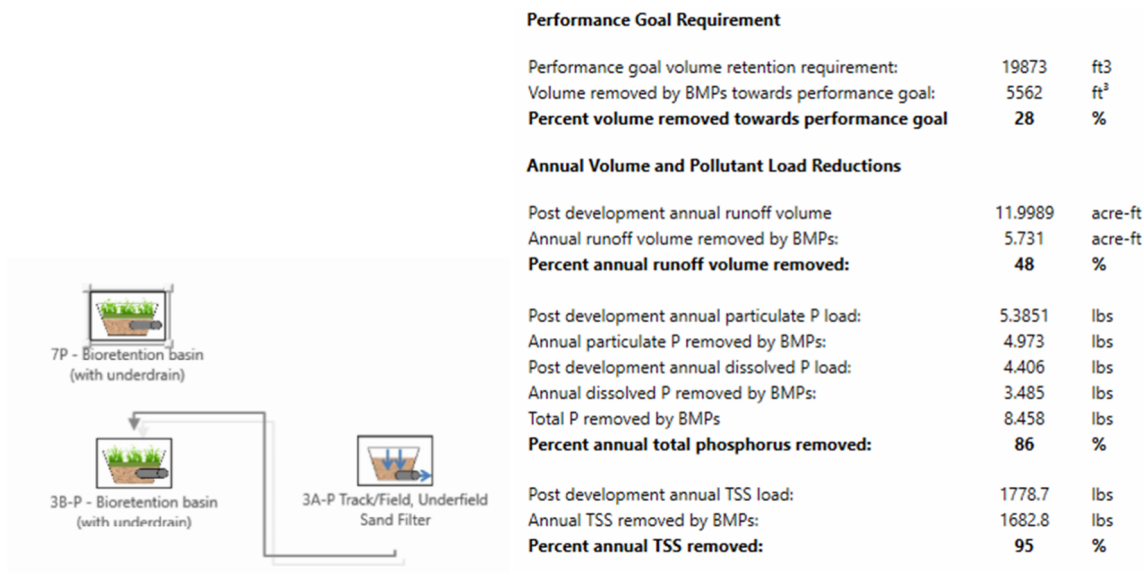 Performance Goal Requirement
Performance goal volume retention requirement: 19873 ft3
Volume removed by BMPs towards performance goal: 5562 ft³
Percent volume removed towards performance goal 28 %
Annual Volume and Pollutant Load Reductions
Post development annual runoff volume 11.9989 acre-ft
Annual runoff volume removed by BMPs: 5.731 acre-ft
Percent annual runoff volume removed: 48 %
Post development annual particulate P load: 5.3851 lbs
Annual particulate P removed by BMPs: 4.973 lbs
Post development annual dissolved P load: 4.406 lbs
Annual dissolved P removed by BMPs: 3.485 lbs
Total P removed by BMPs 8.458 lbs
Percent annual total phosphorus removed: 86 %
Post development annual TSS load: 1778.7 lbs
Annual TSS removed by BMPs: 1682.8 lbs
Percent annual TSS removed: 95 %
7P - Bioretention basin
(with underdrain)
3B-P - Bioretention basin
(with underdrain)
3A-P Track/Field, Underfield
Sand Filter